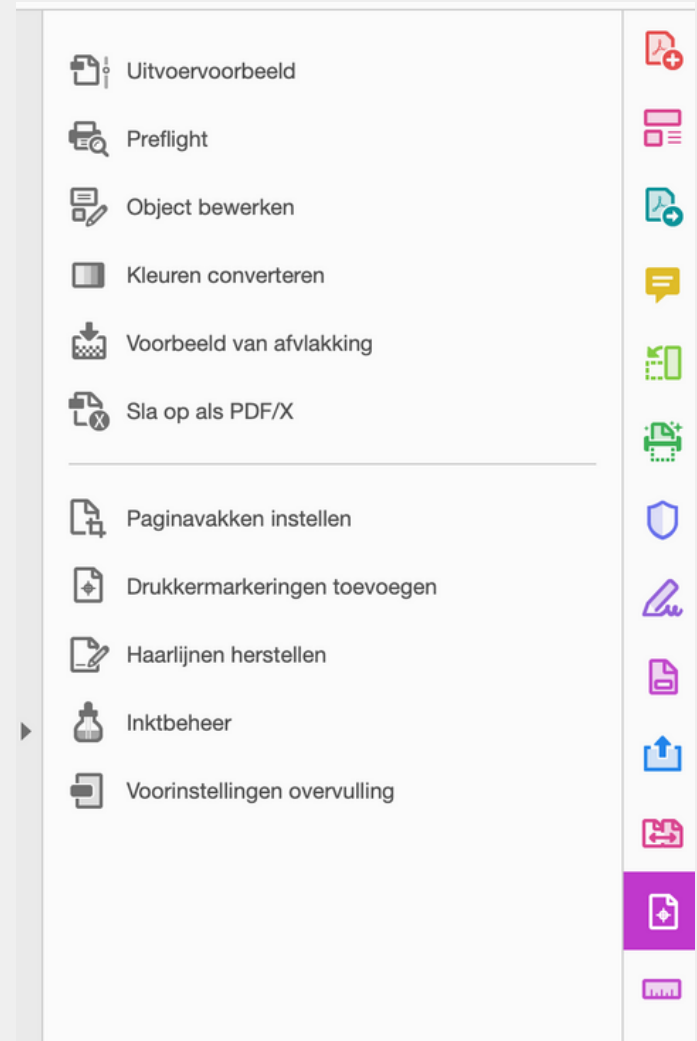 Uitvoervoorbeeld
Preflight
Object bewerken
Kleuren converteren
Voorbeeld van afvlakking
Sla op als PDF/X
Paginavakken instellen
Drukkermarkeringen toevoegen
Haarlijnen herstellen
Inktbeheer
Voorinstellingen overvulling